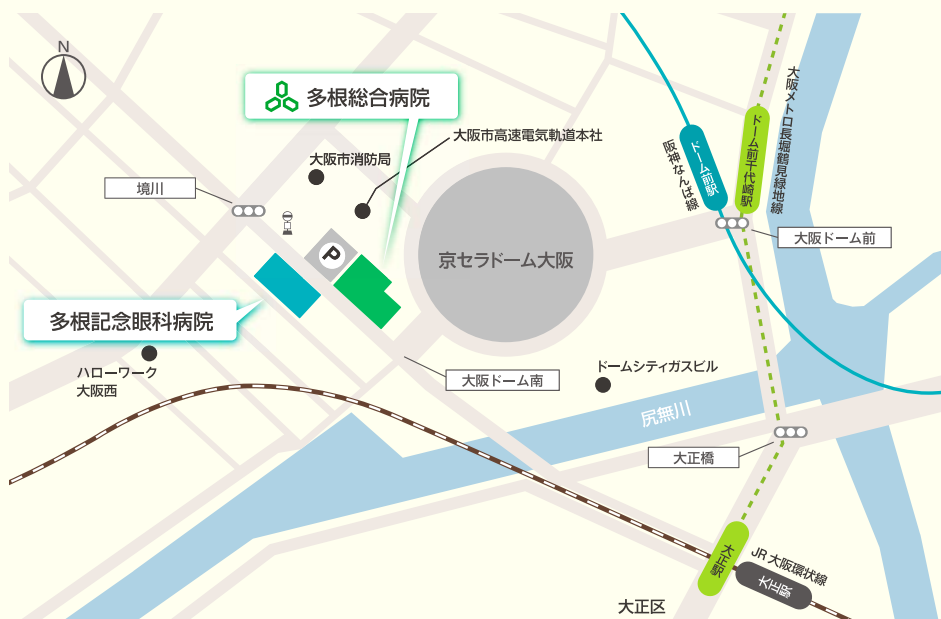 N
多根総合病院
大阪市高速電気軌道本社
大阪市消防局
境川
P
京セラドーム大阪
多根記念眼科病院
ハローワーク
大阪西
大阪ドーム南
ドームシティガスビル
阪神なんば線
ドーム前駅
ドーム前千代崎駅
大阪メトロ長堀鶴見緑地線
大阪ドーム前
尻無川
大正橋
大正駅
JR大阪環状線
大正駅
大正区